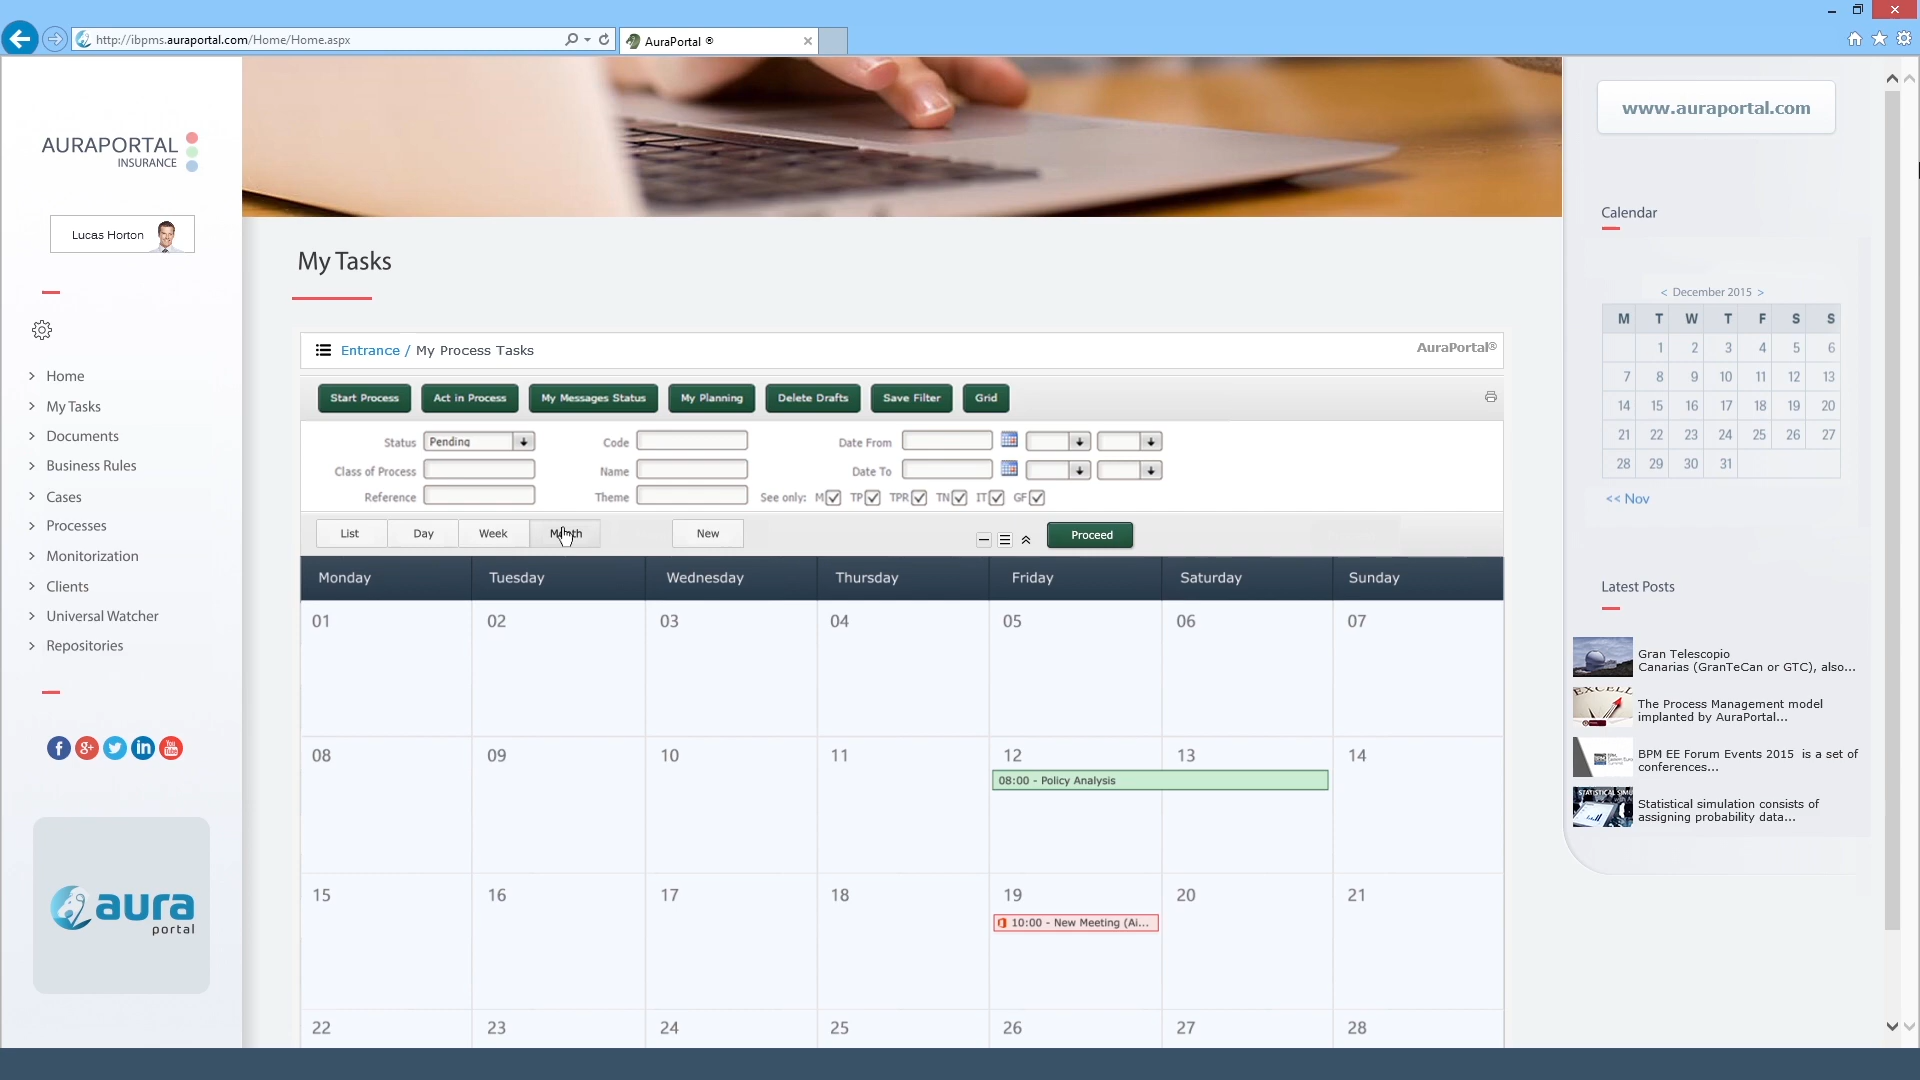 http://ibpms.auraportal.com/Home/Home.aspx
AuraPortal ®
AURAPORTAL
INSURANCE
Lucas Horton
Home
My Tasks
Documents
Business Rules
Cases
Processes
Monitorization
Clients
Universal Watcher
Repositories
aura
portal
My Tasks
Entrance / My Process Tasks
AuraPortal®
Start Process Act in Process My Messages Status My Planning Delete Drafts Save Filter Grid
Status Pending Code Date From
Class of Process Name Date To
Reference Theme See only: M TP TPR TN IT GF
List Day Week Month New Proceed
Monday Tuesday Wednesday Thursday Friday Saturday Sunday
01 02 03 04 05 06 07
08 09 10 11 12 13 14
08:00 - Policy Analysis
15 16 17 18 19 20 21
10:00 - New Meeting (Ai...
22 23 24 25 26 27 28
www.auraportal.com
Calendar
< December 2015 >
M T W T F S S
1 2 3 4 5 6
7 8 9 10 11 12 13
14 15 16 17 18 19 20
21 22 23 24 25 26 27
28 29 30 31
<< Nov
Latest Posts
Gran Telescopio
Canarias (GranTeCan or GTC), also...
The Process Management model
implanted by AuraPortal...
BPM EE Forum Events 2015 is a set of
conferences...
Statistical simulation consists of
assigning probability data...